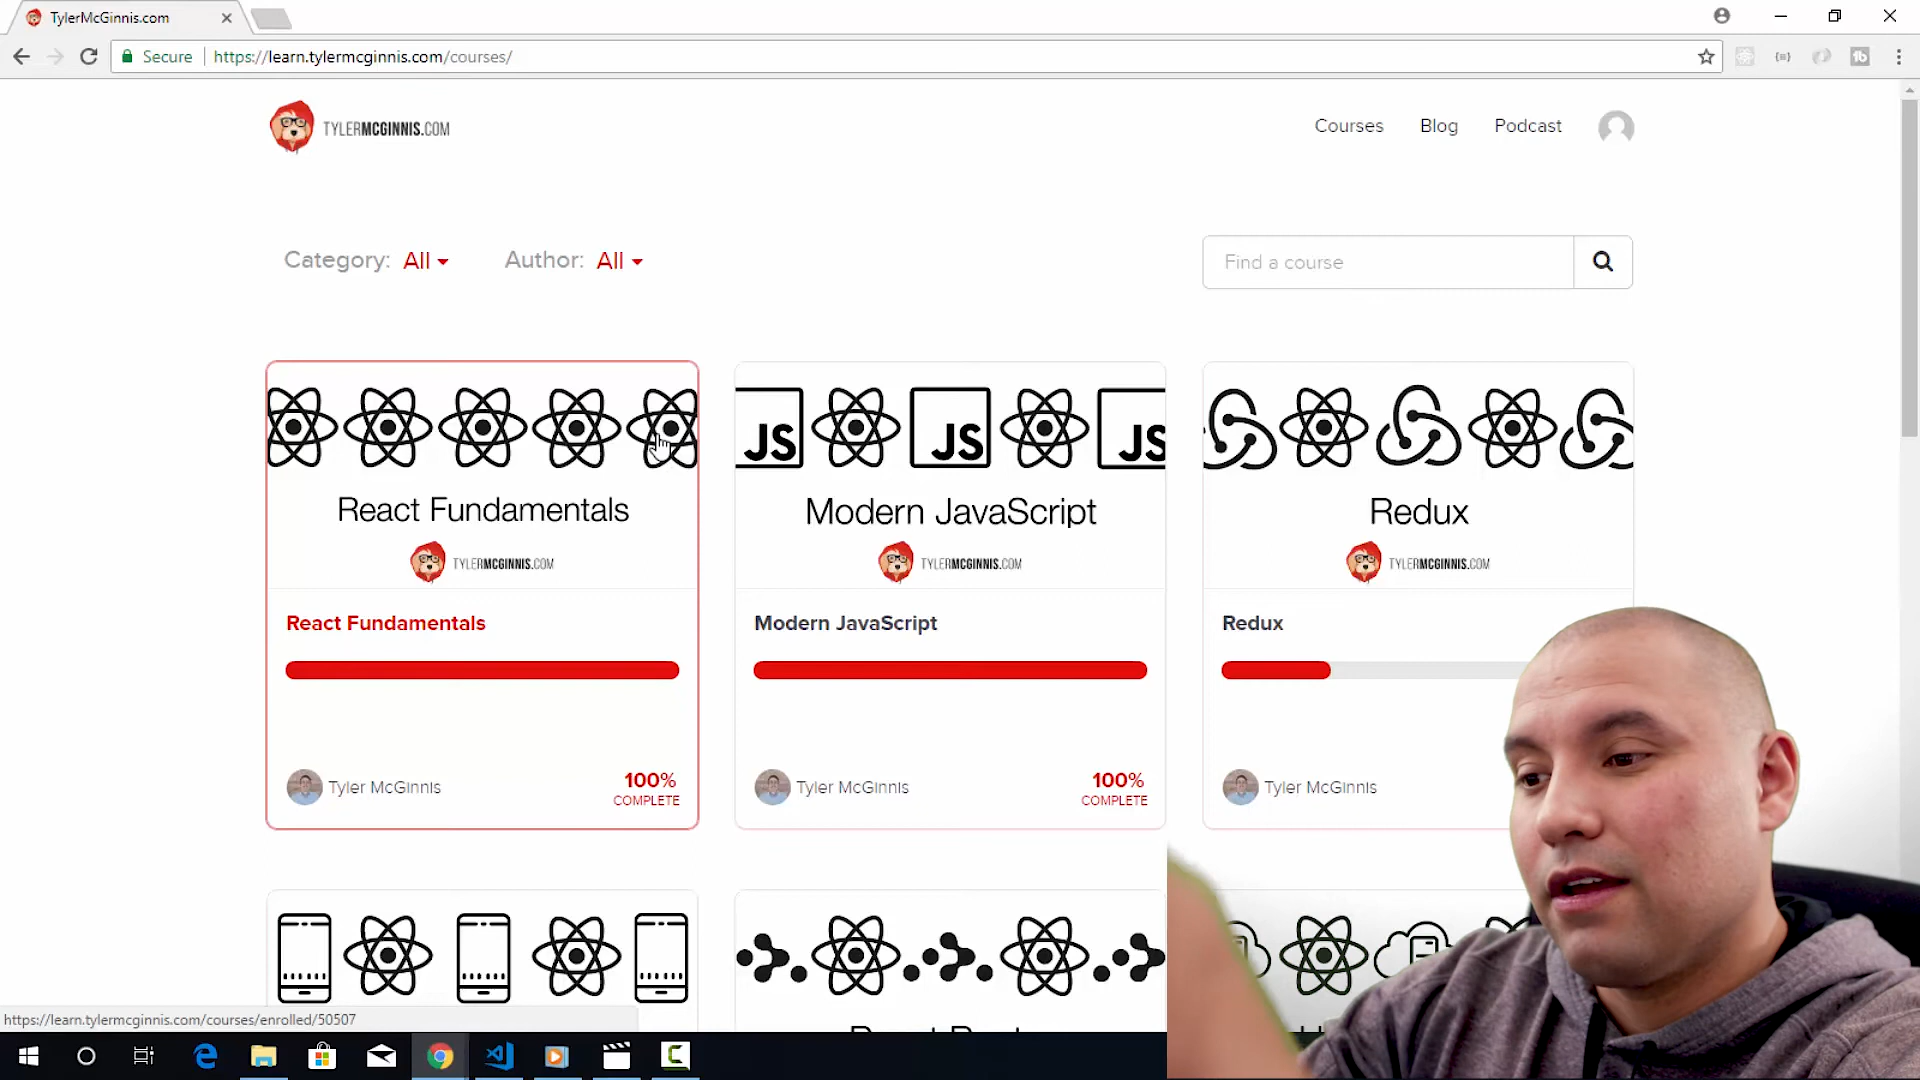 TylerMcGinnis.com
Secure
https://learn.tylermcginnis.com/courses/
TYLERMCGINNIS.COM
Courses
Blog
Podcast
Category: All
Author: All
Find a course
JS
JS
JS
React Fundamentals
Modern JavaScript
Redux
TYLERMCGINNIS.COM
TYLERMCGINNIS.COM
TYLERMCGINNIS.COM
React Fundamentals
Modern JavaScript
Redux
Tyler McGinnis
100%
COMPLETE
Tyler McGinnis
100%
COMPLETE
Tyler McGinnis
https://learn.tylermcginnis.com/courses/enrolled/50507